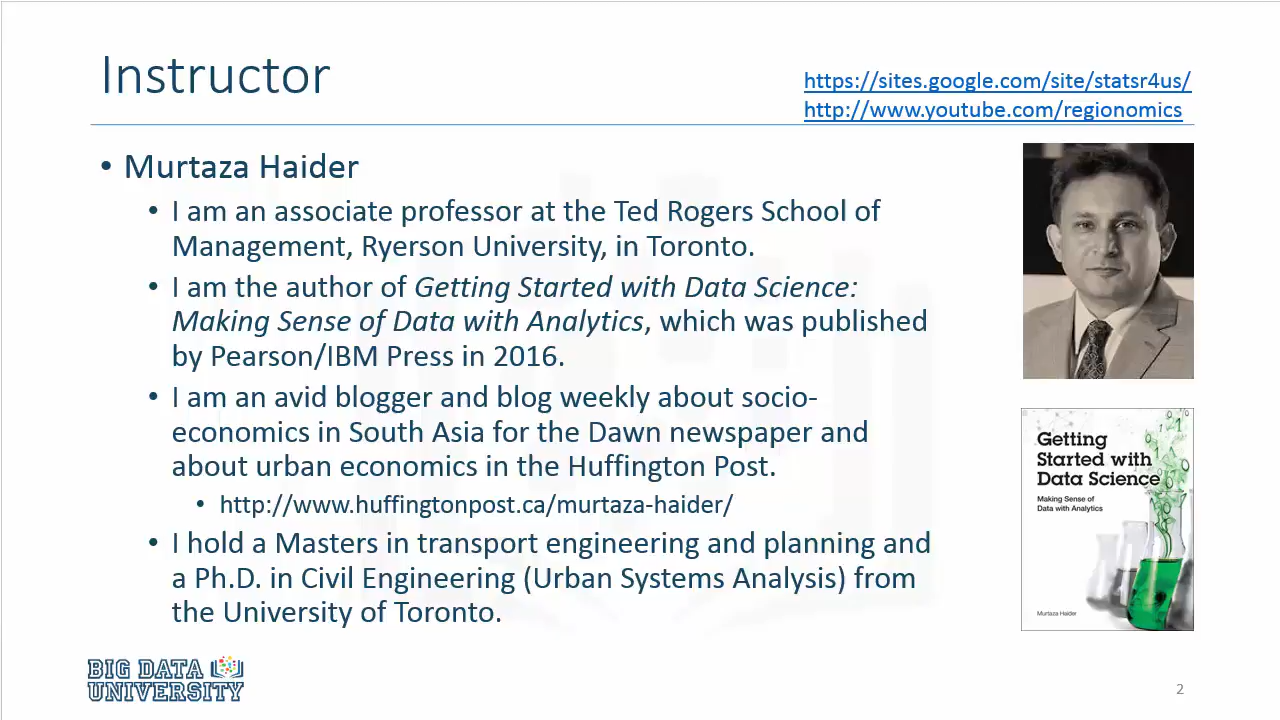 Instructor
https://sites.google.com/site/statsr4us/
http://www.youtube.com/regionomics
• Murtaza Haider
• I am an associate professor at the Ted Rogers School of
Management, Ryerson University, in Toronto.
• I am the author of Getting Started with Data Science:
Making Sense of Data with Analytics, which was published
by Pearson/IBM Press in 2016.
• I am an avid blogger and blog weekly about socio-
economics in South Asia for the Dawn newspaper and
about urban economics in the Huffington Post.
• http://www.huffingtonpost.ca/murtaza-haider/
• I hold a Masters in transport engineering and planning and
a Ph.D. in Civil Engineering (Urban Systems Analysis) from
the University of Toronto.
Getting
Started with
Data Science
Making Sense of
Data with Analytics
Murtaza Haider
BIG DATA
UNIVERSITY
2